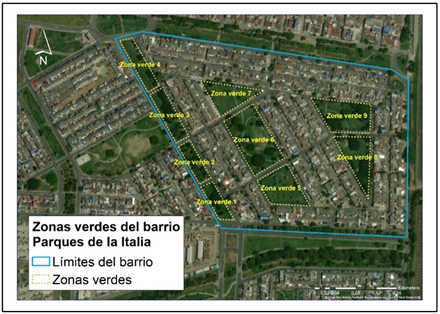 N
Zona verde 4
Zona verde 7
Zona verde 3
Zona verde 9
Zona verde 6
Zona verde 2
Zona verde 8
Zona verde 5
Zona verde 1
Zonas verdes del barrio
Parques de la Italia
Límites del barrio
Zonas verdes
Kilometers